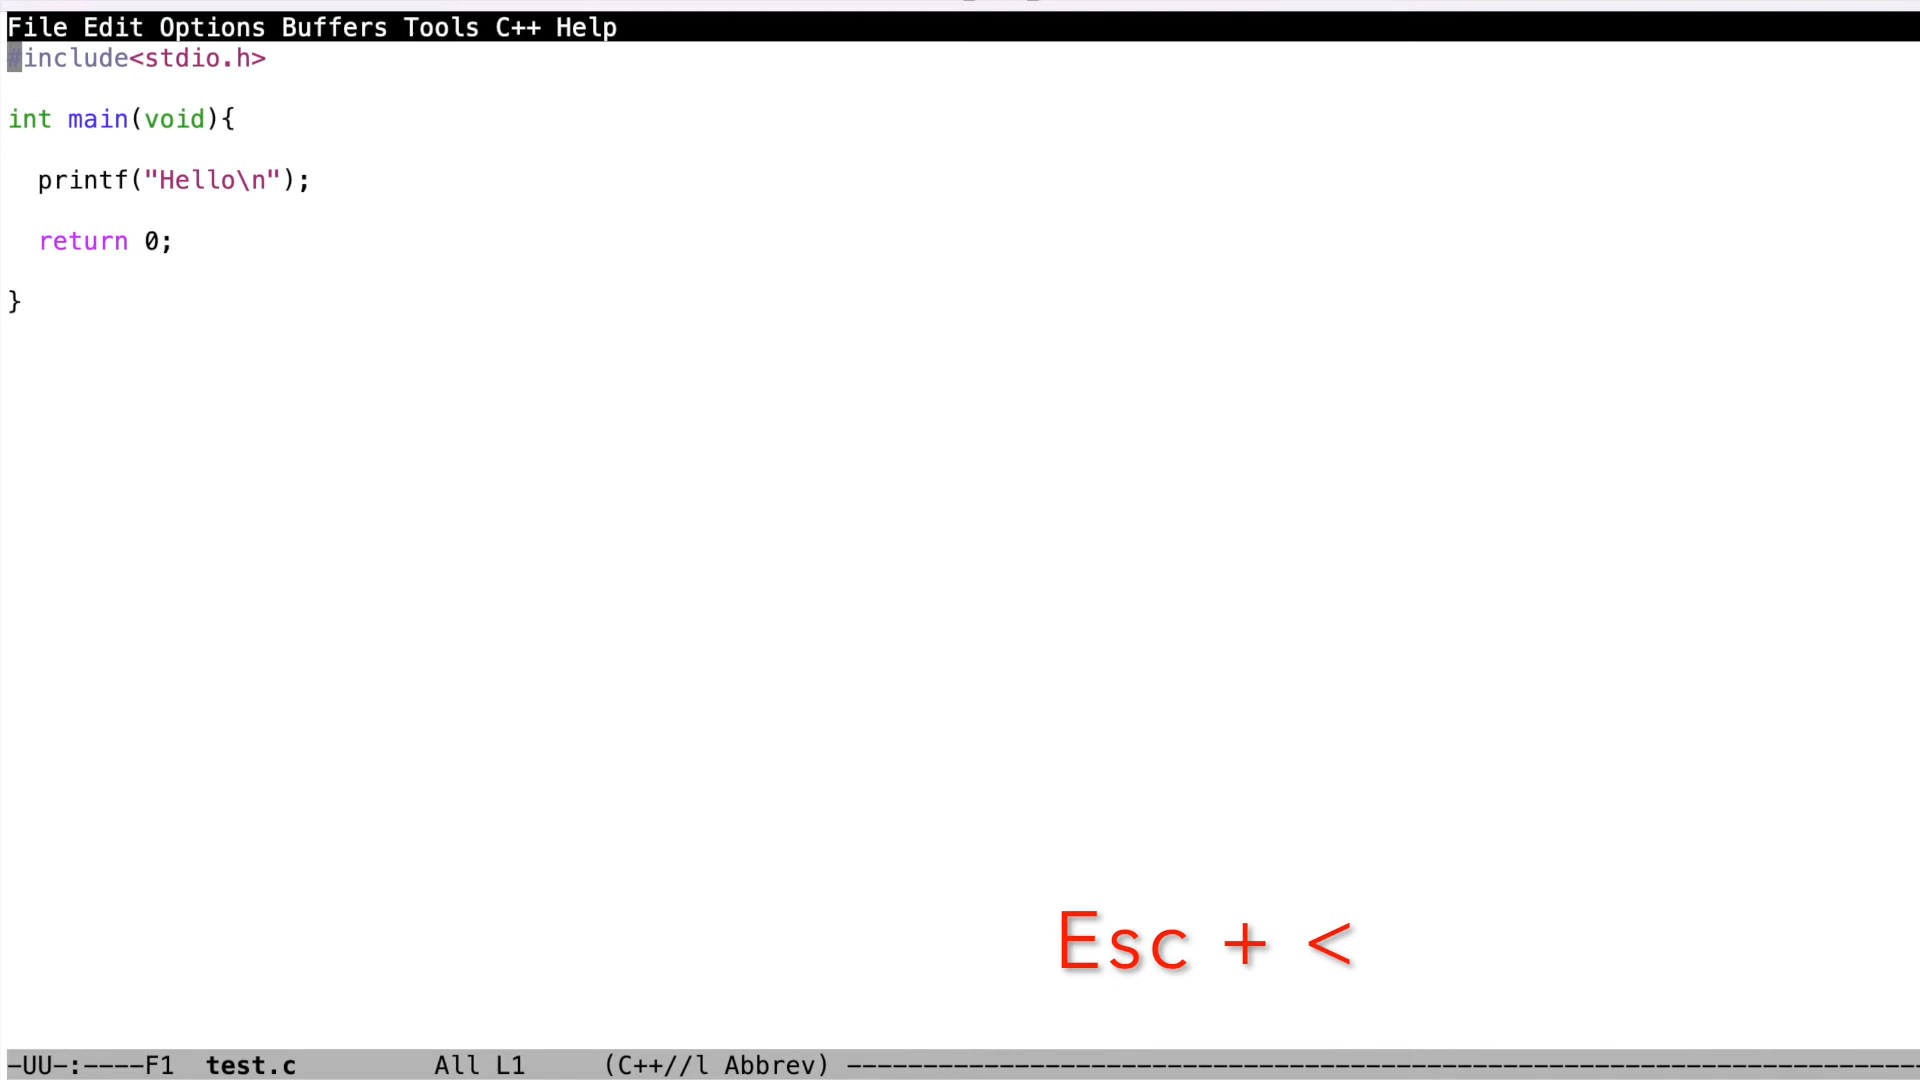 File Edit Options Buffers Tools C++ Help
#include<stdio.h>
int main(void){
  printf("Hello\n");
  return 0;
}
Esc + <
-UU-:----F1  test.c         All L1     (C++//l Abbrev) ----------------------------------------------------------------------